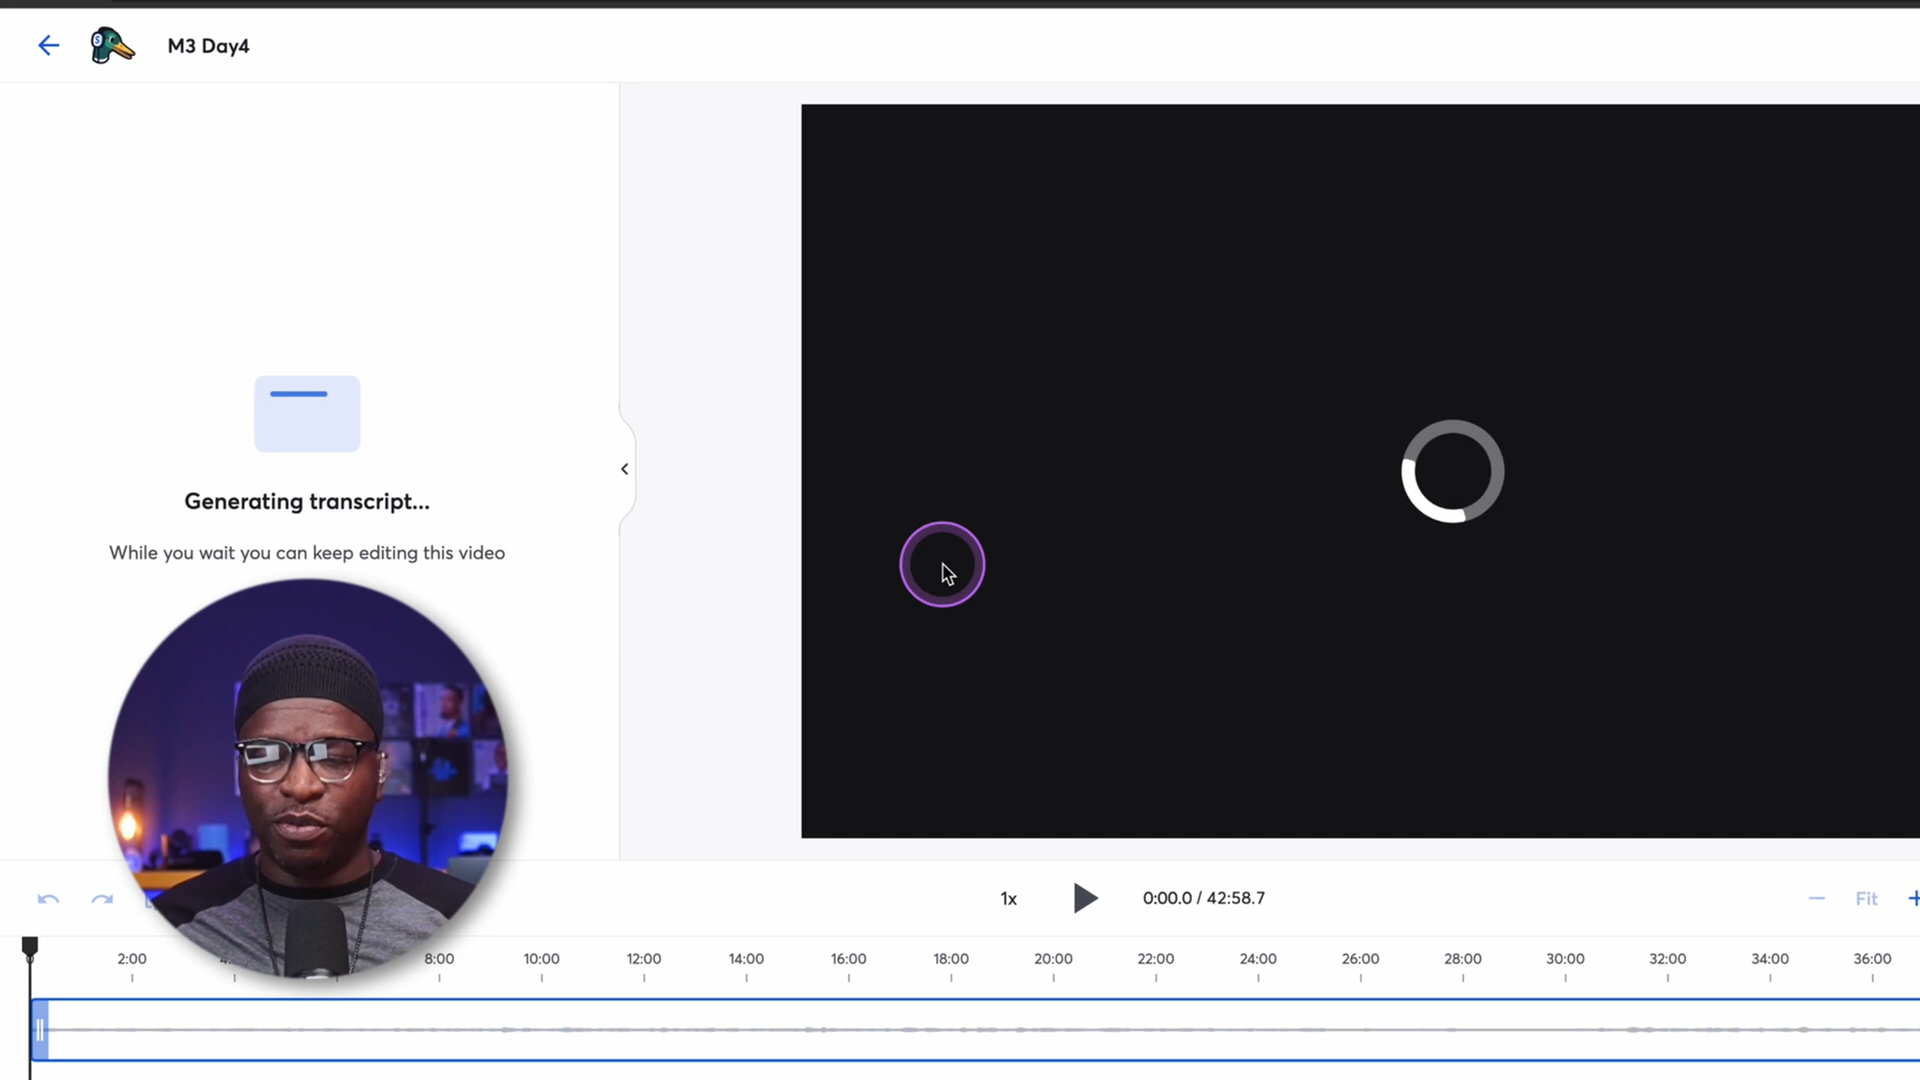 M3 Day4
Generating transcript...
While you wait you can keep editing this video
1x
0:00.0 / 42:58.7
Fit
2:00
8:00
10:00
12:00
14:00
16:00
18:00
20:00
22:00
24:00
26:00
28:00
30:00
32:00
34:00
36:00